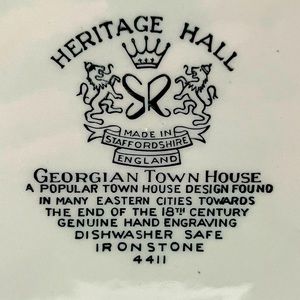 HERITAGE HALL
SR
MADE IN
STAFFORDSHIRE
ENGLAND
GEORGIAN TOWN HOUSE
A POPULAR TOWN HOUSE DESIGN FOUND
IN MANY EASTERN CITIES TOWARDS
THE END OF THE 18TH CENTURY
GENUINE HAND ENGRAVING
DISHWASHER SAFE
IRONSTONE
4411